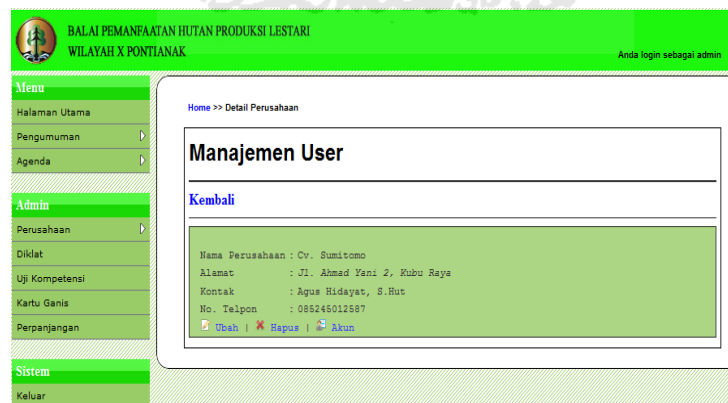 BALAI PEMANFAATAN HUTAN PRODUKSI LESTARI
WILAYAH X PONTIANAK
Anda login sebagai admin
Menu
Halaman Utama
Pengumuman
Agenda
Admin
Perusahaan
Diklat
Uji Kompetensi
Kartu Ganis
Perpanjangan
Sistem
Keluar
Home >> Detail Perusahaan
Manajemen User
Kembali
Nama Perusahaan : Cv. Sumitomo
Alamat : Jl. Ahmad Yani 2, Kubu Raya
Kontak : Agus Hidayat, S.Hut
No. Telpon : 085245012587
Ubah | Hapus | Akun